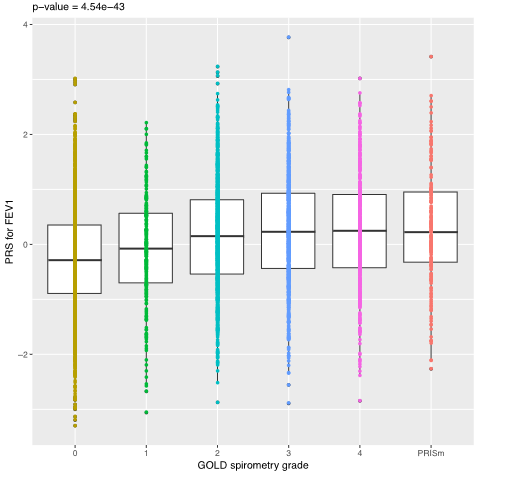 p−value = 4.54e−43
4
2
0
−2
PRS for FEV1
0 1 2 3 4 PRISm
GOLD spirometry grade